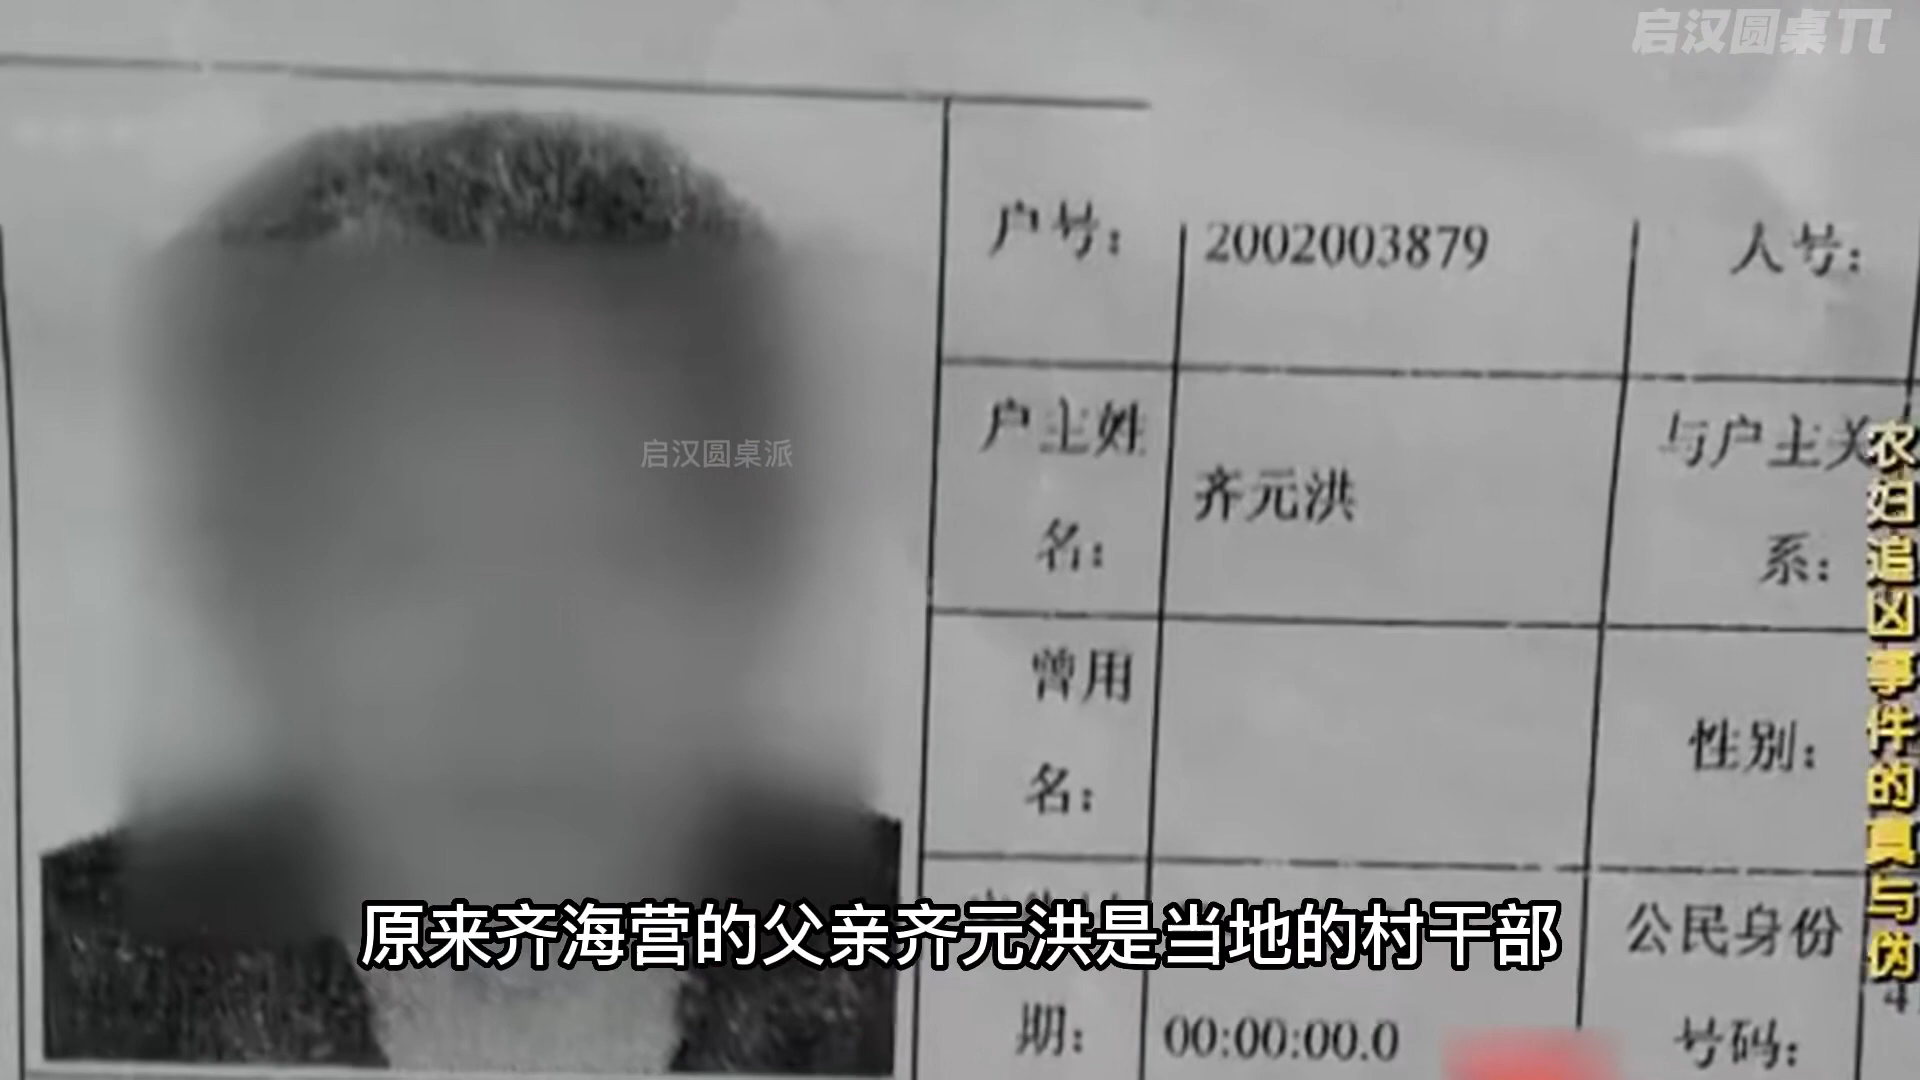 启汉圆桌π
户号:
2002003879
人号:
户主姓
名:
齐元洪
与户主关
系:
启汉圆桌派
曾用
名:
性别:
农妇追凶事件的真与伪
公民身份
号码:
原来齐海营的父亲齐元洪是当地的村干部
期:
00:00:00.0